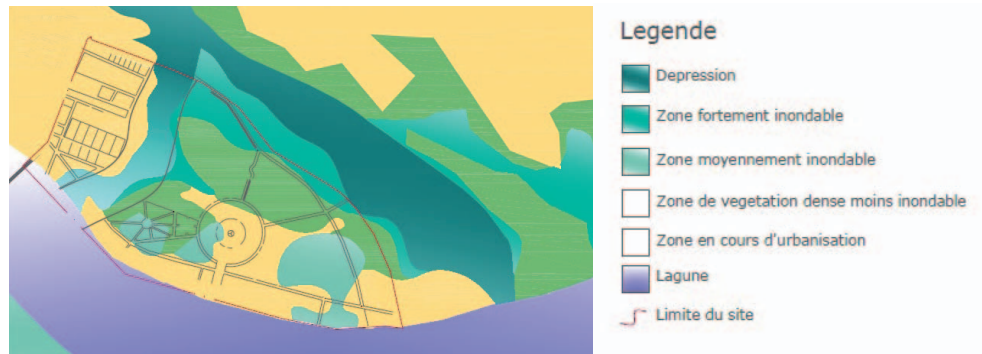 Legende
Depression
Zone fortement inondable
Zone moyennement inondable
Zone de vegetation dense moins inondable
Zone en cours d'urbanisation
Lagune
Limite du site